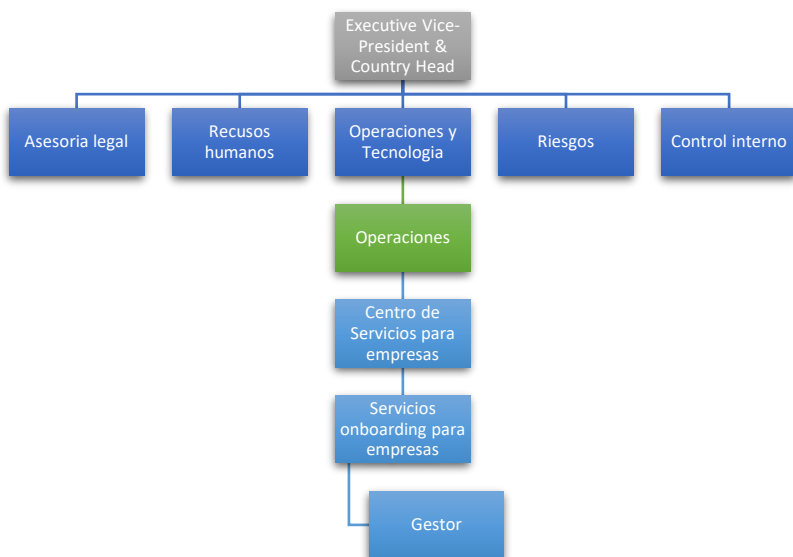 Executive Vice-
President &
Country Head
Asesoria legal
Recusos
humanos
Operaciones y
Tecnologia
Riesgos
Control interno
Operaciones
Centro de
Servicios para
empresas
Servicios
onboarding para
empresas
Gestor